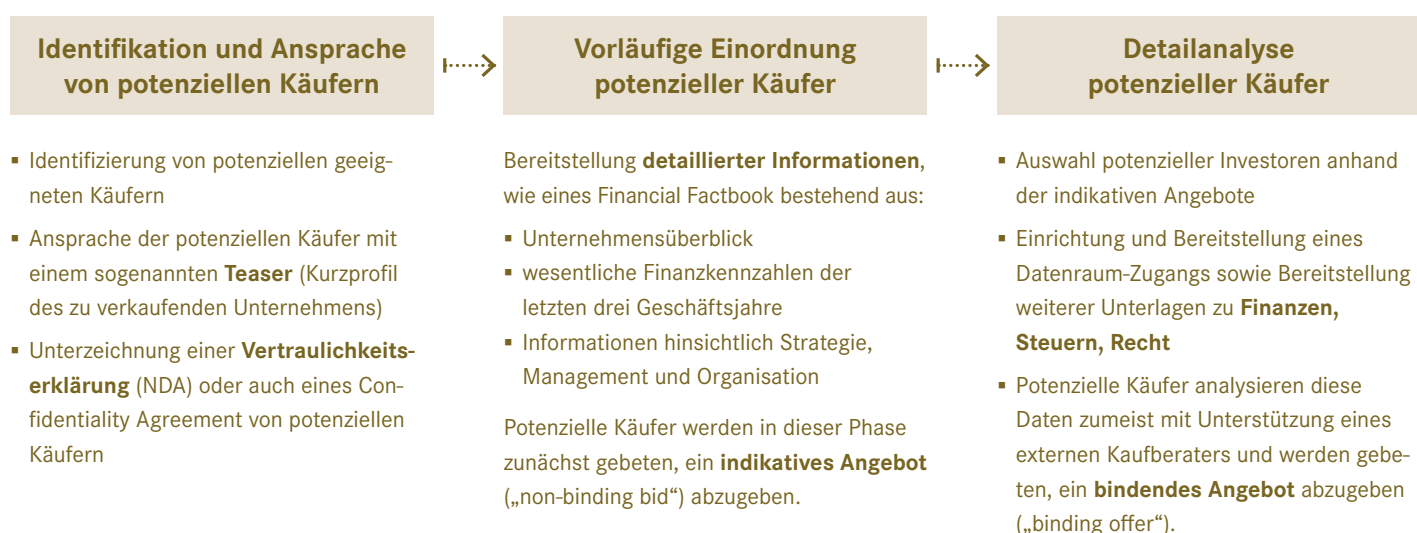 Identifikation und Ansprache
von potenziellen Käufern
▪ Identifizierung von potenziellen geeig-
neten Käufern
▪ Ansprache der potenziellen Käufer mit
einem sogenannten Teaser (Kurzprofil
des zu verkaufenden Unternehmens)
▪ Unterzeichnung einer Vertraulichkeits-
erklärung (NDA) oder auch eines Con-
fidentiality Agreement von potenziellen
Käufern
Vorläufige Einordnung
potenzieller Käufer
Bereitstellung detaillierter Informationen,
wie eines Financial Factbook bestehend aus:
▪ Unternehmensüberblick
▪ wesentliche Finanzkennzahlen der
letzten drei Geschäftsjahre
▪ Informationen hinsichtlich Strategie,
Management und Organisation
Potenzielle Käufer werden in dieser Phase
zunächst gebeten, ein indikatives Angebot
(„non-binding bid“) abzugeben.
Detailanalyse
potenzieller Käufer
▪ Auswahl potenzieller Investoren anhand
der indikativen Angebote
▪ Einrichtung und Bereitstellung eines
Datenraum-Zugangs sowie Bereitstellung
weiterer Unterlagen zu Finanzen,
Steuern, Recht
▪ Potenzielle Käufer analysieren diese
Daten zumeist mit Unterstützung eines
externen Kaufberaters und werden gebe-
ten, ein bindendes Angebot abzugeben
(„binding offer“).